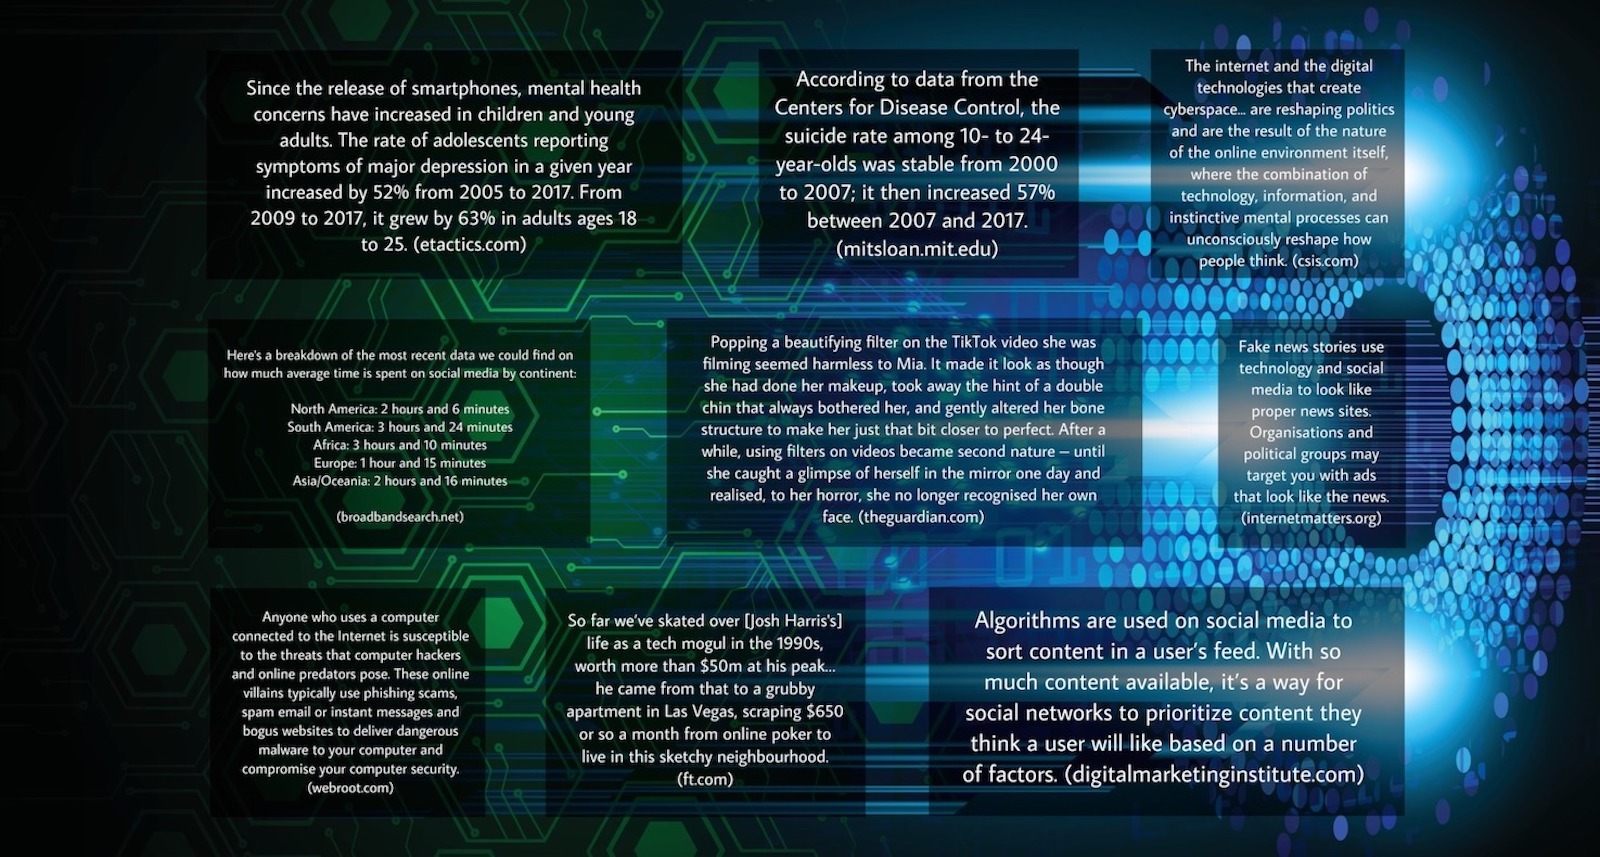 Since the release of smartphones, mental health
concerns have increased in children and young
adults. The rate of adolescents reporting
symptoms of major depression in a given year
increased by 52% from 2005 to 2017. From
2009 to 2017, it grew by 63% in adults ages 18
to 25. (etactics.com)
According to data from the
Centers for Disease Control, the
suicide rate among 10- to 24-
year-olds was stable from 2000
to 2007; it then increased 57%
between 2007 and 2017.
(mitsloan.mit.edu)
The internet and the digital
technologies that create
cyberspace... are reshaping politics
and are the result of the nature
of the online environment itself,
where the combination of
technology, information, and
instinctive mental processes can
unconsciously reshape how
people think. (csis.com)
Here's a breakdown of the most recent data we could find on
how much average time is spent on social media by continent:
North America: 2 hours and 6 minutes
South America: 3 hours and 24 minutes
Africa: 3 hours and 10 minutes
Europe: 1 hour and 15 minutes
Asia/Oceania: 2 hours and 16 minutes
(broadbandsearch.net)
Popping a beautifying filter on the TikTok video she was
filming seemed harmless to Mia. It made it look as though
she had done her makeup, took away the hint of a double
chin that always bothered her, and gently altered her bone
structure to make her just that bit closer to perfect. After a
while, using filters on videos became second nature – until
she caught a glimpse of herself in the mirror one day and
realised, to her horror, she no longer recognised her own
face. (theguardian.com)
Fake news stories use
technology and social
media to look like
proper news sites.
Organisations and
political groups may
target you with ads
that look like the news.
(internetmatters.org)
Anyone who uses a computer
connected to the Internet is susceptible
to the threats that computer hackers
and online predators pose. These online
villains typically use phishing scams,
spam email or instant messages and
bogus websites to deliver dangerous
malware to your computer and
compromise your computer security.
(webroot.com)
So far we've skated over [Josh Harris's]
life as a tech mogul in the 1990s,
worth more than $50m at his peak...
he came from that to a grubby
apartment in Las Vegas, scraping $650
or so a month from online poker to
live in this sketchy neighbourhood.
(ft.com)
Algorithms are used on social media to
sort content in a user's feed. With so
much content available, it's a way for
social networks to prioritize content they
think a user will like based on a number
of factors. (digitalmarketinginstitute.com)